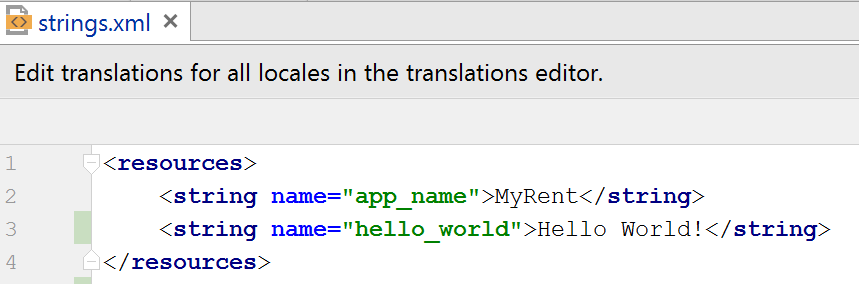 strings.xml
Edit translations for all locales in the translations editor.
1 <resources>
2     <string name="app_name">MyRent</string>
3     <string name="hello_world">Hello World!</string>
4 </resources>